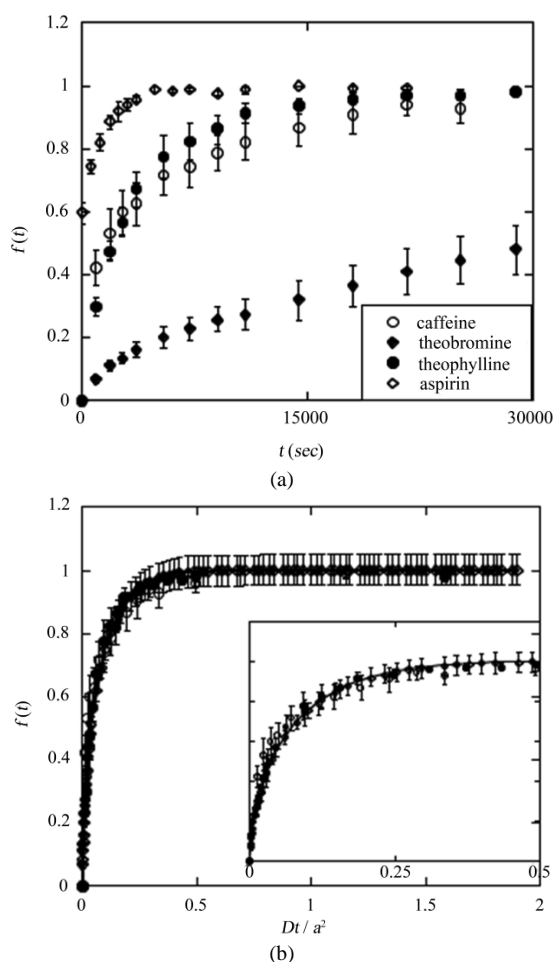 1.2
1
0.8
0.6
0.4
0.2
0
f(t)
caffeine
theobromine
theophylline
aspirin
0 15000 30000
t (sec)
(a)
1.2
1
0.8
0.6
0.4
0.2
0
f(t)
0 0.25 0.5
0 0.5 1 1.5 2
Dt / a²
(b)